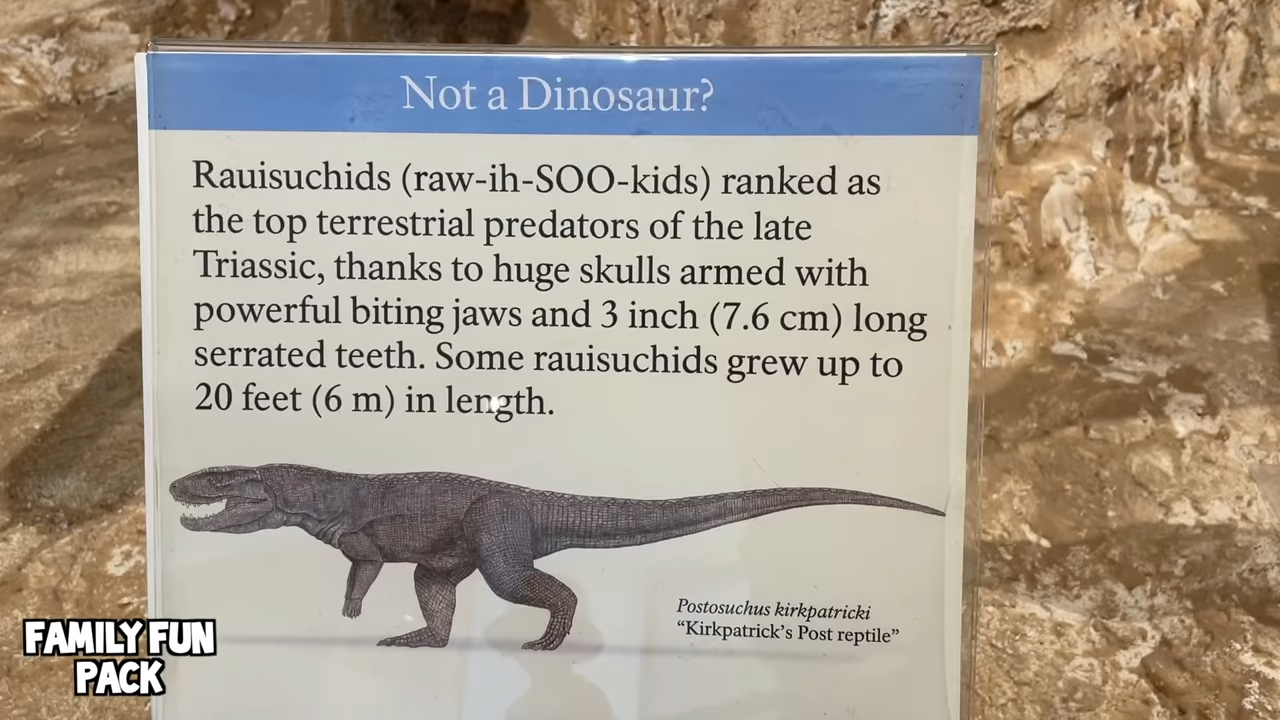 Not a Dinosaur?
Rauisuchids (raw-ih-SOO-kids) ranked as
the top terrestrial predators of the late
Triassic, thanks to huge skulls armed with
powerful biting jaws and 3 inch (7.6 cm) long
serrated teeth. Some rauisuchids grew up to
20 feet (6 m) in length.
Postosuchus kirkpatricki
“Kirkpatrick’s Post reptile”
FAMILY FUN
PACK